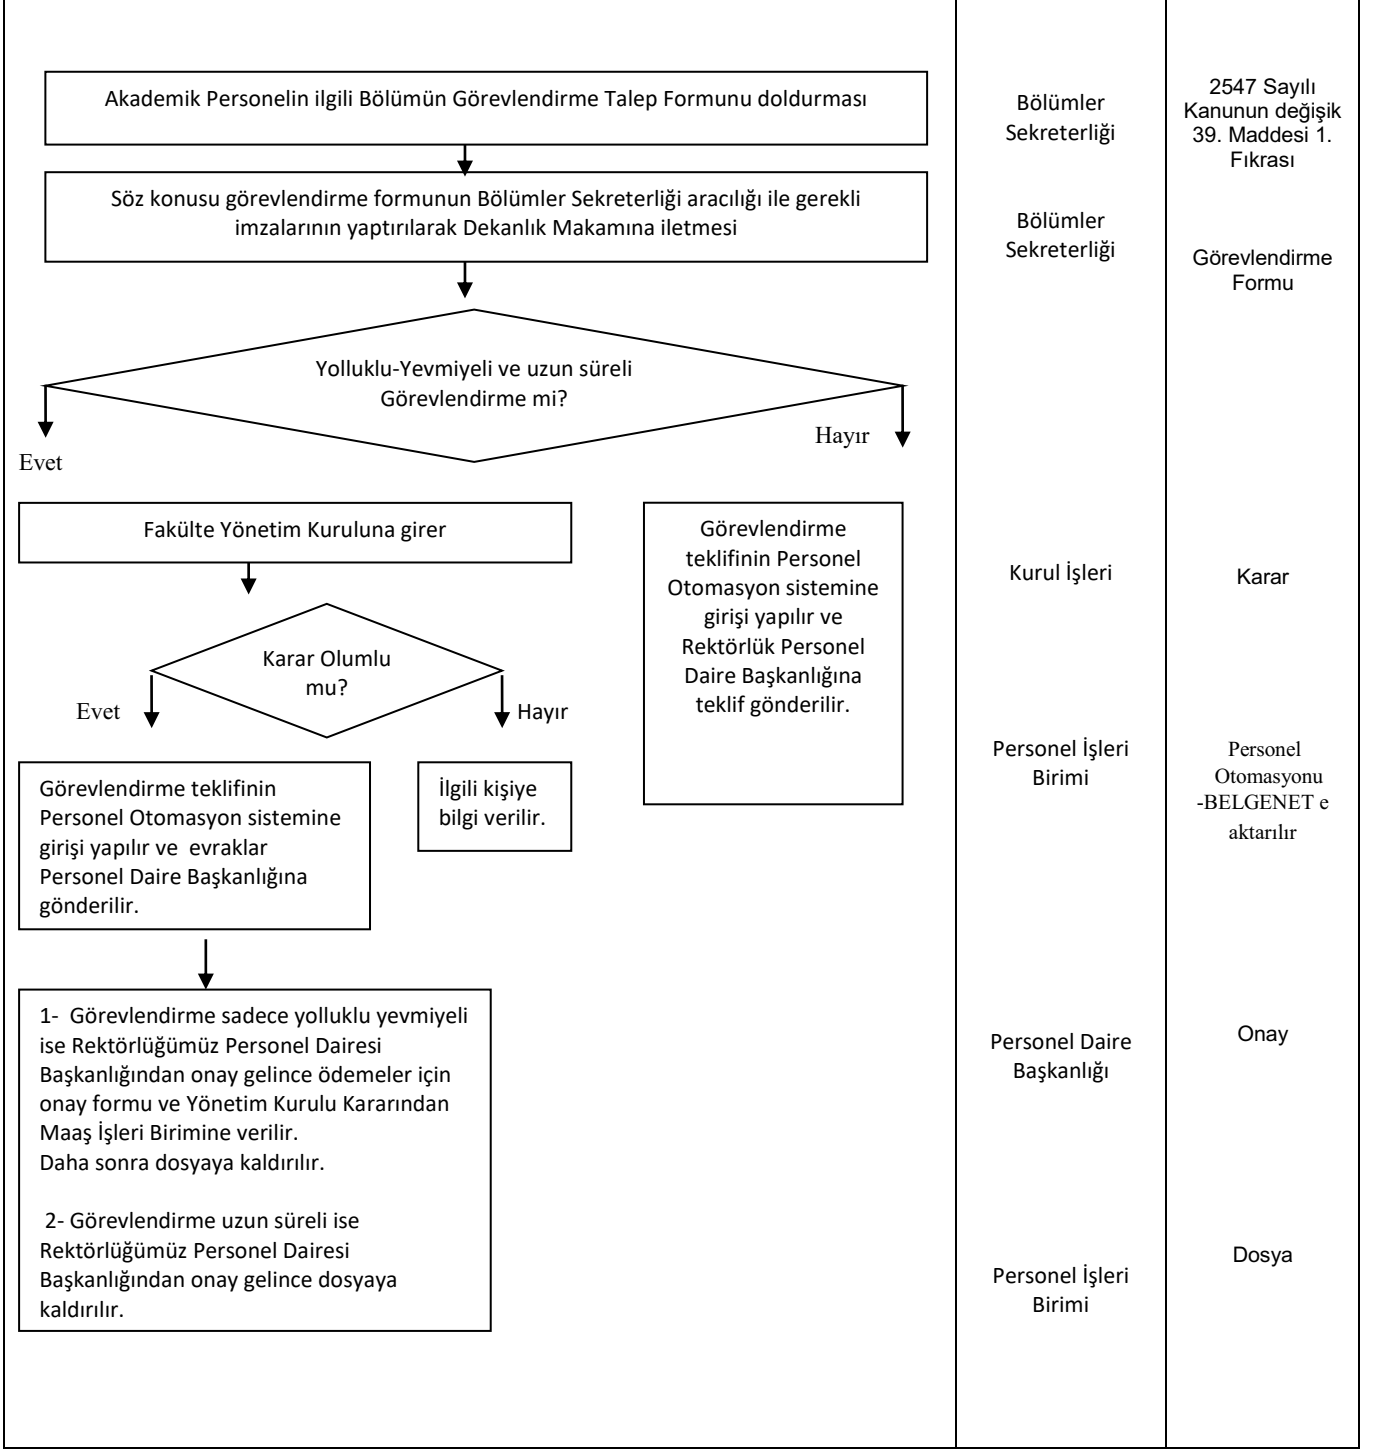 Akademik Personelin ilgili Bölümün Görevlendirme Talep Formunu doldurması
Söz konusu görevlendirme formunun Bölümler Sekreterliği aracılığı ile gerekli
imzalarının yaptırılarak Dekanlık Makamına iletmesi
Yolluklu-Yevmiyeli ve uzun süreli
Görevlendirme mi?
Evet
Hayır
Fakülte Yönetim Kuruluna girer
Karar Olumlu
mu?
Evet
Hayır
Görevlendirme teklifinin
Personel Otomasyon sistemine
girişi yapılır ve  evraklar
Personel Daire Başkanlığına
gönderilir.
İlgili kişiye
bilgi verilir.
Görevlendirme
teklifinin Personel
Otomasyon sistemine
girişi yapılır ve
Rektörlük Personel
Daire Başkanlığına
teklif gönderilir.
1-  Görevlendirme sadece yolluklu yevmiyeli
ise Rektörlüğümüz Personel Dairesi
Başkanlığından onay gelince ödemeler için
onay formu ve Yönetim Kurulu Kararından
Maaş İşleri Birimine verilir.
Daha sonra dosyaya kaldırılır.
2- Görevlendirme uzun süreli ise
Rektörlüğümüz Personel Dairesi
Başkanlığından onay gelince dosyaya
kaldırılır.
Bölümler
Sekreterliği
Bölümler
Sekreterliği
Kurul İşleri
Personel İşleri
Birimi
Personel Daire
Başkanlığı
Personel İşleri
Birimi
2547 Sayılı
Kanunun değişik
39. Maddesi 1.
Fıkrası
Görevlendirme
Formu
Karar
Personel
Otomasyonu
-BELGENET e
aktarılır
Onay
Dosya